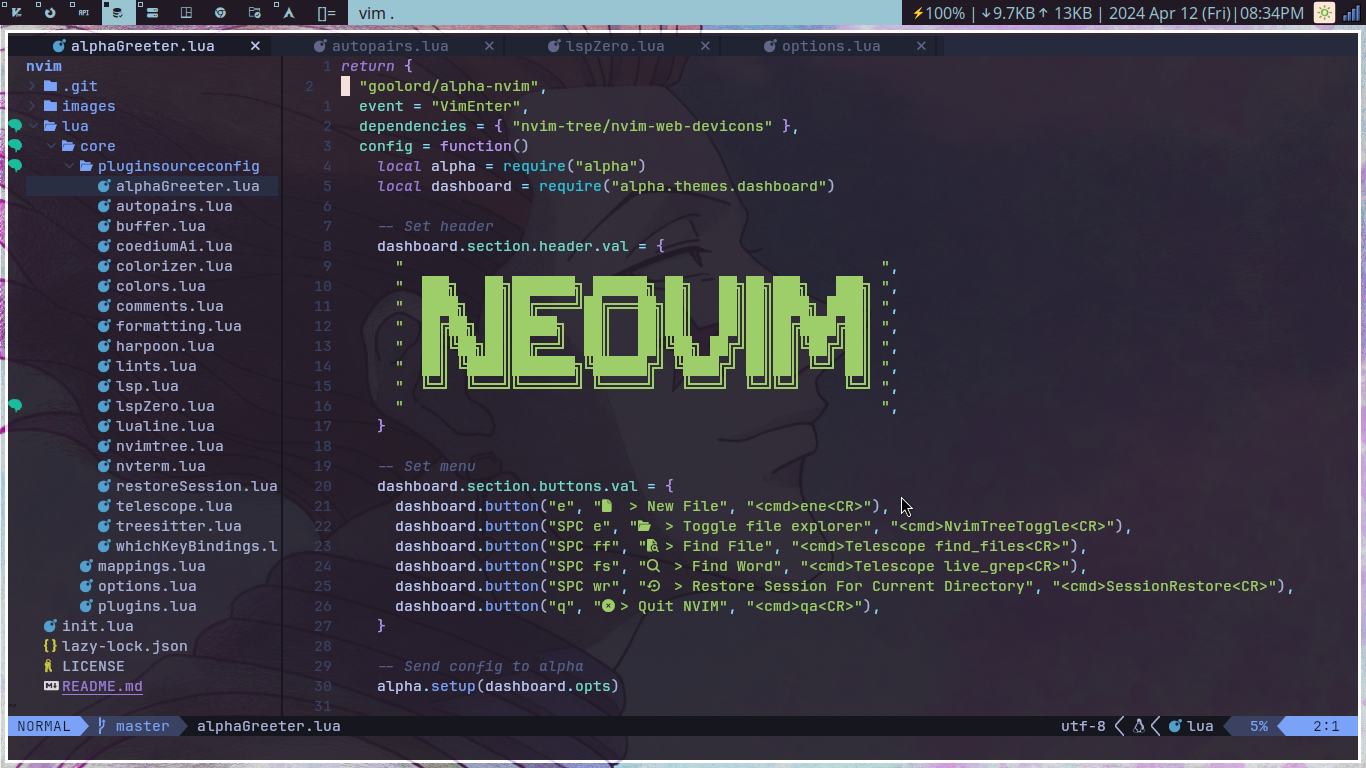 API []= vim . ⚡100% | ↓9.7KB↑ 13KB | 2024 Apr 12 (Fri)|08:34PM
alphaGreeter.lua × autopairs.lua × lspZero.lua × options.lua ×
nvim
.git
images
lua
core
pluginsourceconfig
alphaGreeter.lua
autopairs.lua
buffer.lua
coediumAi.lua
colorizer.lua
colors.lua
comments.lua
formatting.lua
harpoon.lua
lints.lua
lsp.lua
lspZero.lua
lualine.lua
nvimtree.lua
nvterm.lua
restoreSession.lua
telescope.lua
treesitter.lua
whichKeyBindings.l
mappings.lua
options.lua
plugins.lua
init.lua
{} lazy-lock.json
LICENSE
README.md
~
1 return {
2 "goolord/alpha-nvim",
1 event = "VimEnter",
2 dependencies = { "nvim-tree/nvim-web-devicons" },
3 config = function()
4 local alpha = require("alpha")
5 local dashboard = require("alpha.themes.dashboard")
6
7 -- Set header
8 dashboard.section.header.val = {
9 " ",
10 " ",
11 " ",
12 " NEOVIM ",
13 " ",
14 " ",
15 " ",
16 " ",
17 }
18
19 -- Set menu
20 dashboard.section.buttons.val = {
21 dashboard.button("e", " > New File", "<cmd>ene<CR>"),
22 dashboard.button("SPC e", " > Toggle file explorer", "<cmd>NvimTreeToggle<CR>"),
23 dashboard.button("SPC ff", " > Find File", "<cmd>Telescope find_files<CR>"),
24 dashboard.button("SPC fs", " > Find Word", "<cmd>Telescope live_grep<CR>"),
25 dashboard.button("SPC wr", " > Restore Session For Current Directory", "<cmd>SessionRestore<CR>"),
26 dashboard.button("q", " > Quit NVIM", "<cmd>qa<CR>"),
27 }
28
29 -- Send config to alpha
30 alpha.setup(dashboard.opts)
31
NORMAL master alphaGreeter.lua utf-8 lua 5% 2:1